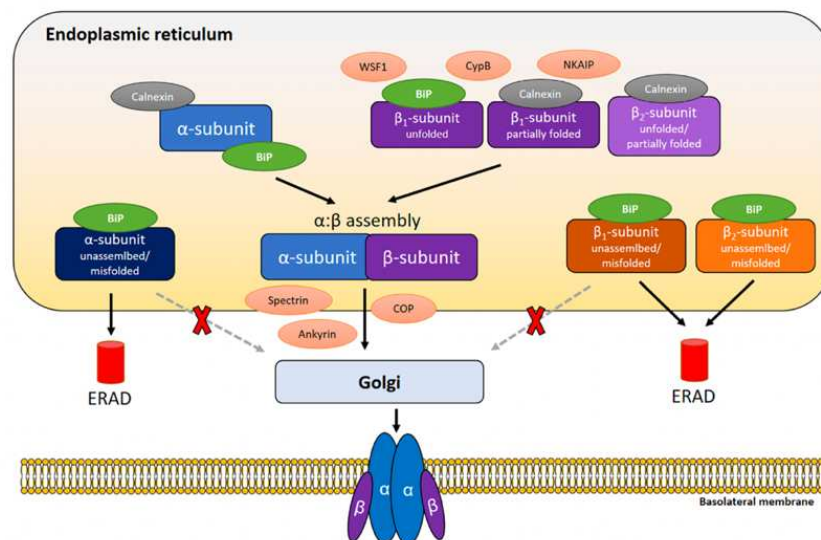 Endoplasmic reticulum
WSF1
CypB
NKAIP
Calnexin
α-subunit
BiP
BiP
β₁-subunit
unfolded
Calnexin
β₁-subunit
partially folded
Calnexin
β₂-subunit
unfolded/
partially folded
BiP
α-subunit
unassemlbed/
misfolded
α:β assembly
α-subunit
β-subunit
BiP
β₁-subunit
unassemlbed/
misfolded
BiP
β₂-subunit
unassemlbed/
misfolded
Spectrin
COP
Ankyrin
X
X
ERAD
Golgi
ERAD
α
α
β
β
Basolateral membrane